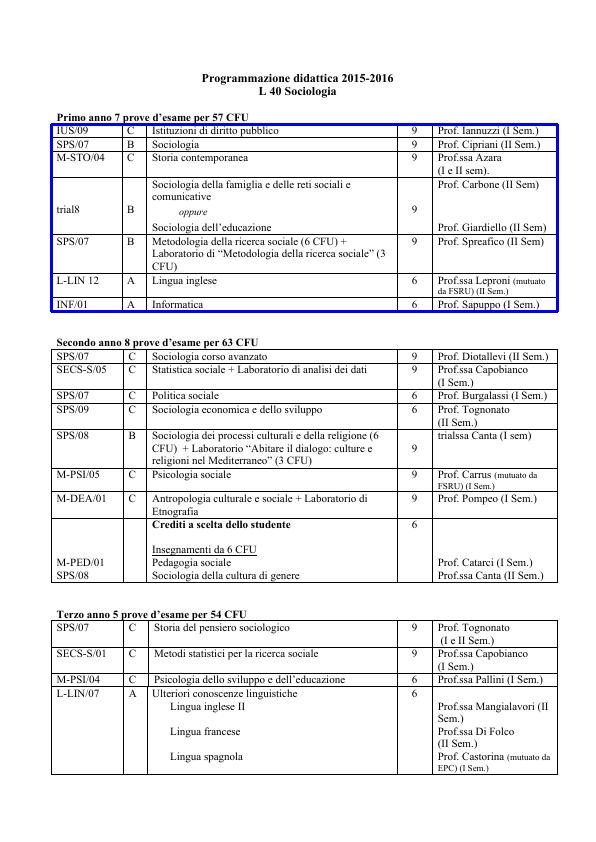 Programmazione didattica 2015-2016
L 40 Sociologia
Primo anno 7 prove d'esame per 57 CFU
IUS/09 C Istituzioni di diritto pubblico 9 Prof. Iannuzzi (I Sem.)
SPS/07 B Sociologia 9 Prof. Cipriani (II Sem.)
M-STO/04 C Storia contemporanea 9 Prof.ssa Azara
(I e II sem).
Sociologia della famiglia e delle reti sociali e Prof. Carbone (II Sem)
comunicative
trial8 B oppure 9
Sociologia dell'educazione Prof. Giardiello (II Sem)
SPS/07 B Metodologia della ricerca sociale (6 CFU) + 9 Prof. Spreafico (II Sem)
Laboratorio di "Metodologia della ricerca sociale" (3
CFU)
L-LIN 12 A Lingua inglese 6 Prof.ssa Leproni (mutuato
da FSRU) (II Sem.)
INF/01 A Informatica 6 Prof. Sapuppo (I Sem.)
Secondo anno 8 prove d'esame per 63 CFU
SPS/07 C Sociologia corso avanzato 9 Prof. Diotallevi (II Sem.)
SECS-S/05 C Statistica sociale + Laboratorio di analisi dei dati 9 Prof.ssa Capobianco
(I Sem.)
SPS/07 C Politica sociale 6 Prof. Burgalassi (I Sem.)
SPS/09 C Sociologia economica e dello sviluppo 6 Prof. Tognonato
(II Sem.)
SPS/08 B Sociologia dei processi culturali e della religione (6 trialssa Canta (I sem)
CFU) + Laboratorio "Abitare il dialogo: culture e 9
religioni nel Mediterraneo" (3 CFU)
M-PSI/05 C Psicologia sociale 9 Prof. Carrus (mutuato da
FSRU) (I Sem.)
M-DEA/01 C Antropologia culturale e sociale + Laboratorio di 9 Prof. Pompeo (I Sem.)
Etnografia
Crediti a scelta dello studente 6
Insegnamenti da 6 CFU
M-PED/01 Pedagogia sociale Prof. Catarci (I Sem.)
SPS/08 Sociologia della cultura di genere Prof.ssa Canta (II Sem.)
Terzo anno 5 prove d'esame per 54 CFU
SPS/07 C Storia del pensiero sociologico 9 Prof. Tognonato
(I e II Sem.)
SECS-S/01 C Metodi statistici per la ricerca sociale 9 Prof.ssa Capobianco
(I Sem.)
M-PSI/04 C Psicologia dello sviluppo e dell'educazione 6 Prof.ssa Pallini (I Sem.)
L-LIN/07 A Ulteriori conoscenze linguistiche 6
Lingua inglese II Prof.ssa Mangialavori (II
Sem.)
Lingua francese Prof.ssa Di Folco
(II Sem.)
Lingua spagnola Prof. Castorina (mutuato da
EPC) (I Sem.)